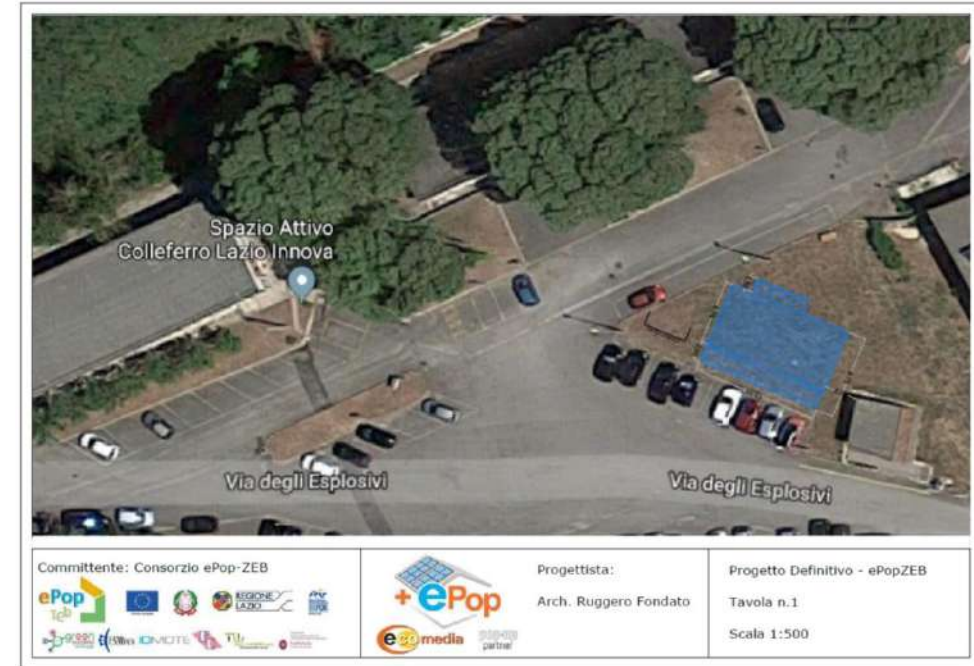 Spazio Attivo
Colleferro Lazio Innova
Via degli Esplosivi
Via degli Esplosivi
Committente: Consorzio ePop-ZEB
ePop
REGIONE
LAZIO
+ ePop
ecomedia
partner
Progettista:
Arch. Ruggero Fondato
Progetto Definitivo - ePopZEB
Tavola n.1
Scala 1:500